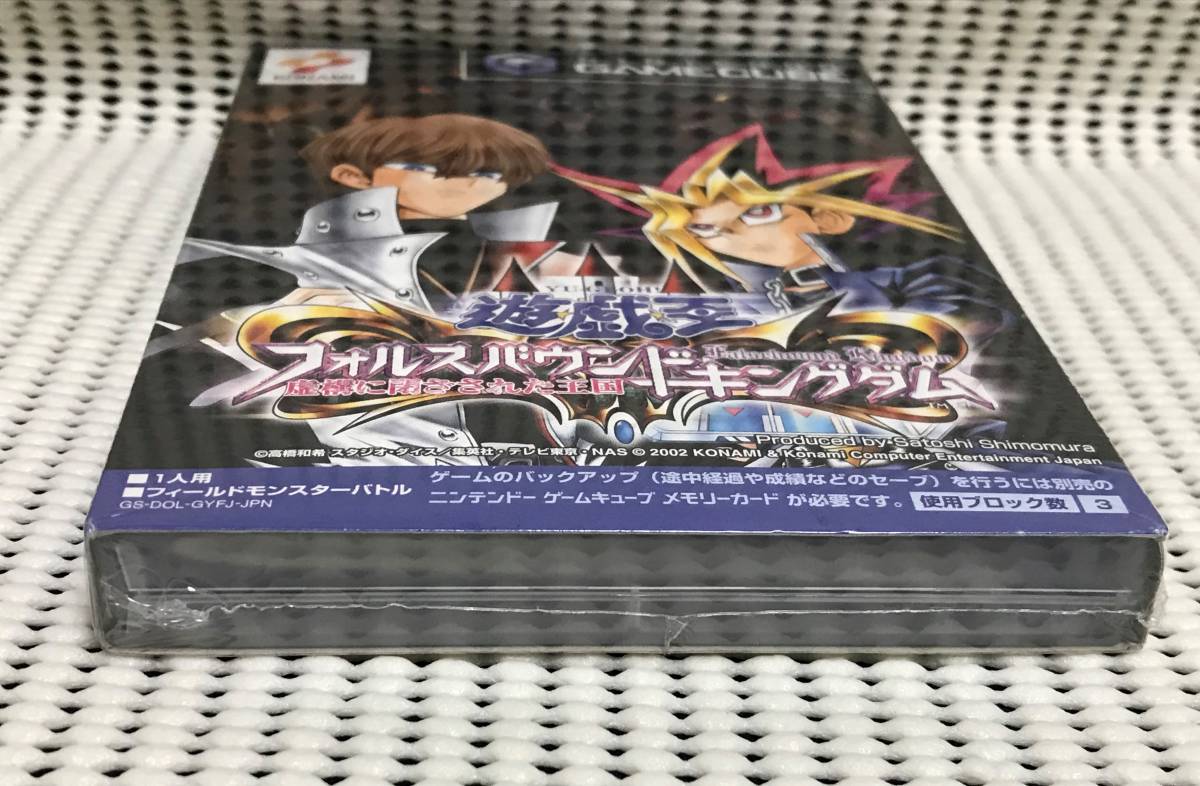 KONAMI
GAMECUBE
YU-GI-OH!
遊☆戯☆王
Falsebound Kingdom
フォルスバウンドキングダム
虚構に閉ざされた王国
Produced by Satoshi Shimomura
©高橋和希 スタジオ・ダイス／集英社・テレビ東京・NAS © 2002 KONAMI & Konami Computer Entertainment Japan
■1人用
■フィールドモンスターバトル
GS-DOL-GYFJ-JPN
ゲームのバックアップ（途中経過や成績などのセーブ）を行うには別売の
ニンテンドー ゲームキューブ メモリーカード が必要です。 使用ブロック数 3